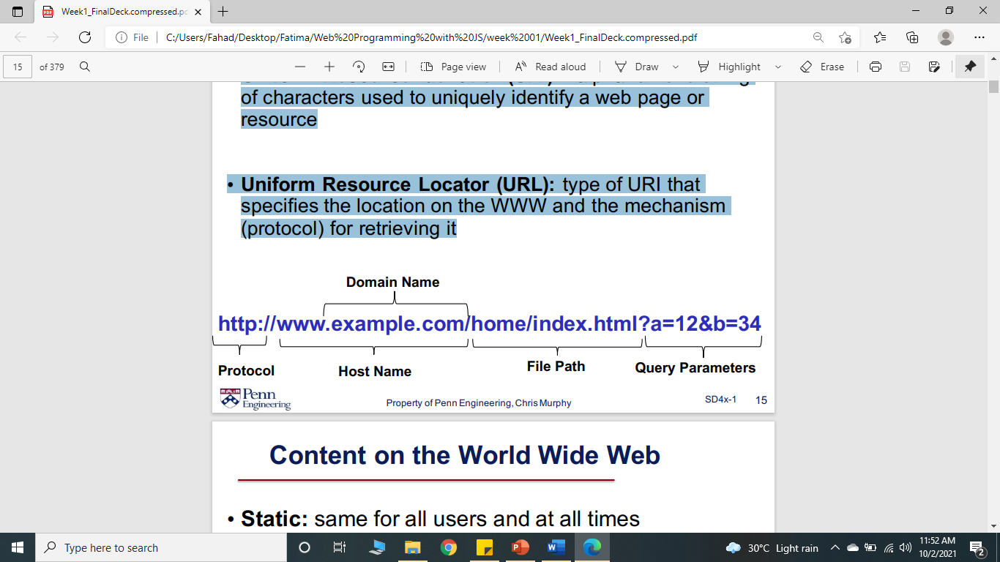 Week1_FinalDeck.compressed.pc
File C:/Users/Fahad/Desktop/Fatima/Web%20Programming%20with%20JS/week%2001/Week1_FinalDeck.compressed.pdf
15 of 379 Page view Read aloud Draw Highlight Erase
of characters used to uniquely identify a web page or
resource
• Uniform Resource Locator (URL): type of URI that
specifies the location on the WWW and the mechanism
(protocol) for retrieving it
Domain Name
http://www.example.com/home/index.html?a=12&b=34
Protocol Host Name File Path Query Parameters
Penn
Engineering
Property of Penn Engineering, Chris Murphy SD4x-1 15
Content on the World Wide Web
• Static: same for all users and at all times
Type here to search
30°C Light rain
11:52 AM
10/2/2021
2